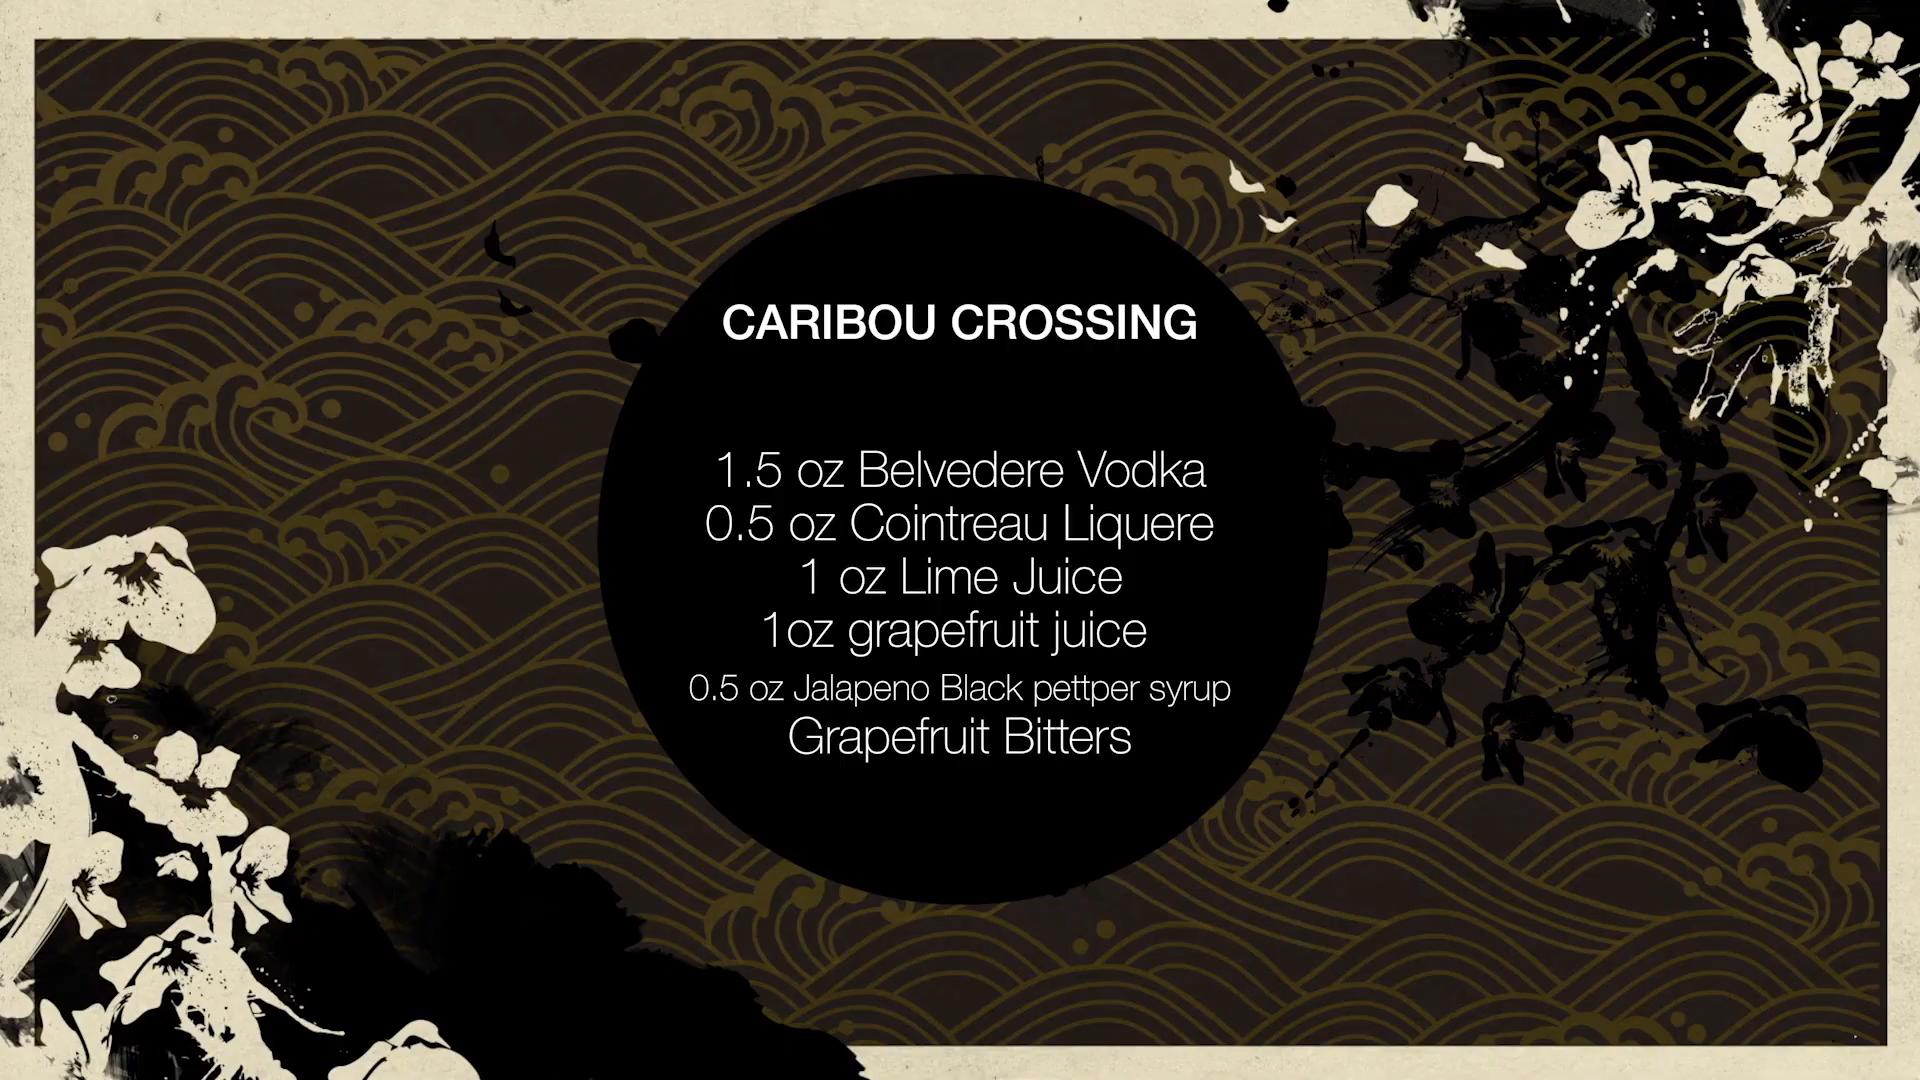 CARIBOU CROSSING
1.5 oz Belvedere Vodka
0.5 oz Cointreau Liquere
1 oz Lime Juice
1oz grapefruit juice
0.5 oz Jalapeno Black pettper syrup
Grapefruit Bitters